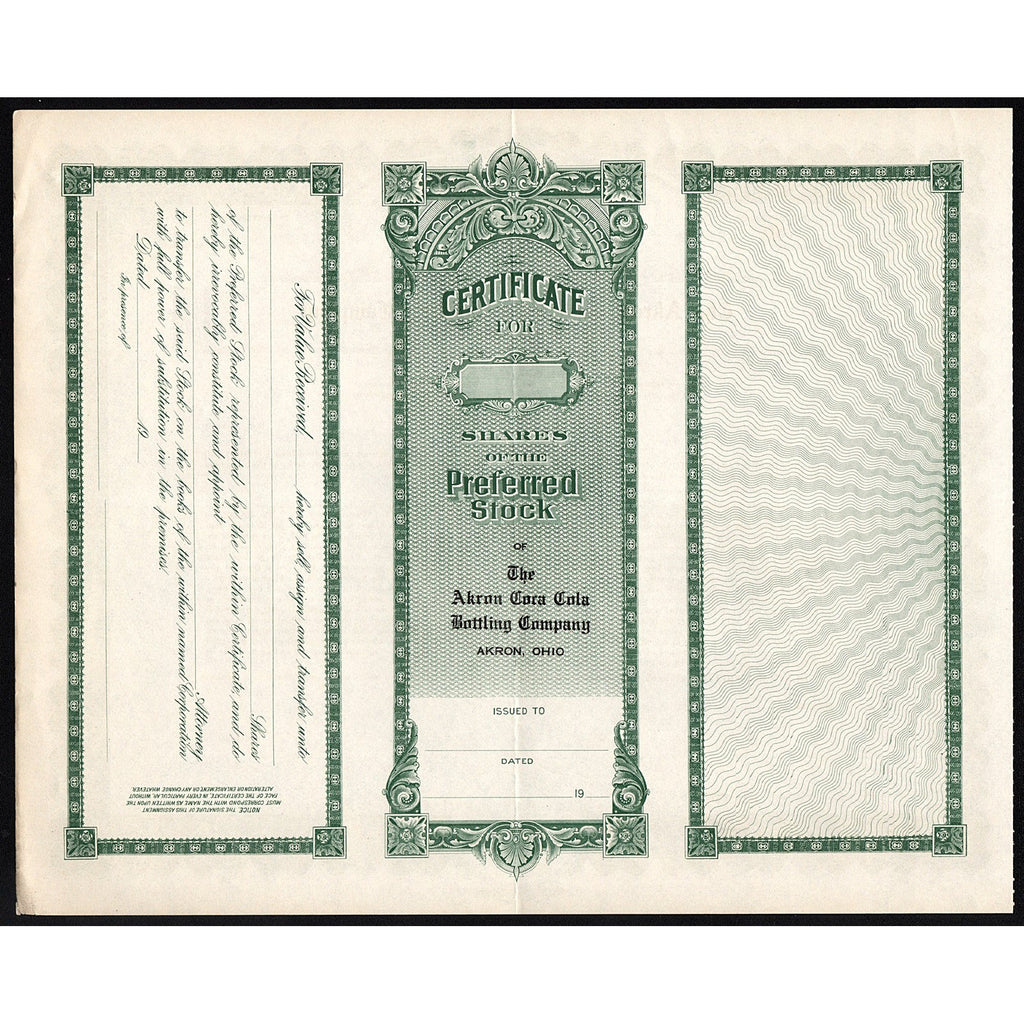 For Value Received, hereby sell, assign and transfer unto
Shares
of the Preferred Stock represented by the within Certificate, and do
hereby irrevocably constitute and appoint
Attorney
to transfer the said Stock on the books of the within named Corporation
with full power of substitution in the premises.
Dated 19
In presence of
NOTICE. THE SIGNATURE OF THIS ASSIGNMENT
MUST CORRESPOND WITH THE NAME AS WRITTEN UPON THE
FACE OF THE CERTIFICATE, IN EVERY PARTICULAR, WITHOUT
ALTERATION OR ENLARGEMENT OR ANY CHANGE WHATEVER.
CERTIFICATE
FOR
SHARES
OF THE
Preferred
Stock
OF
The
Akron Coca Cola
Bottling Company
AKRON, OHIO
ISSUED TO
DATED
19